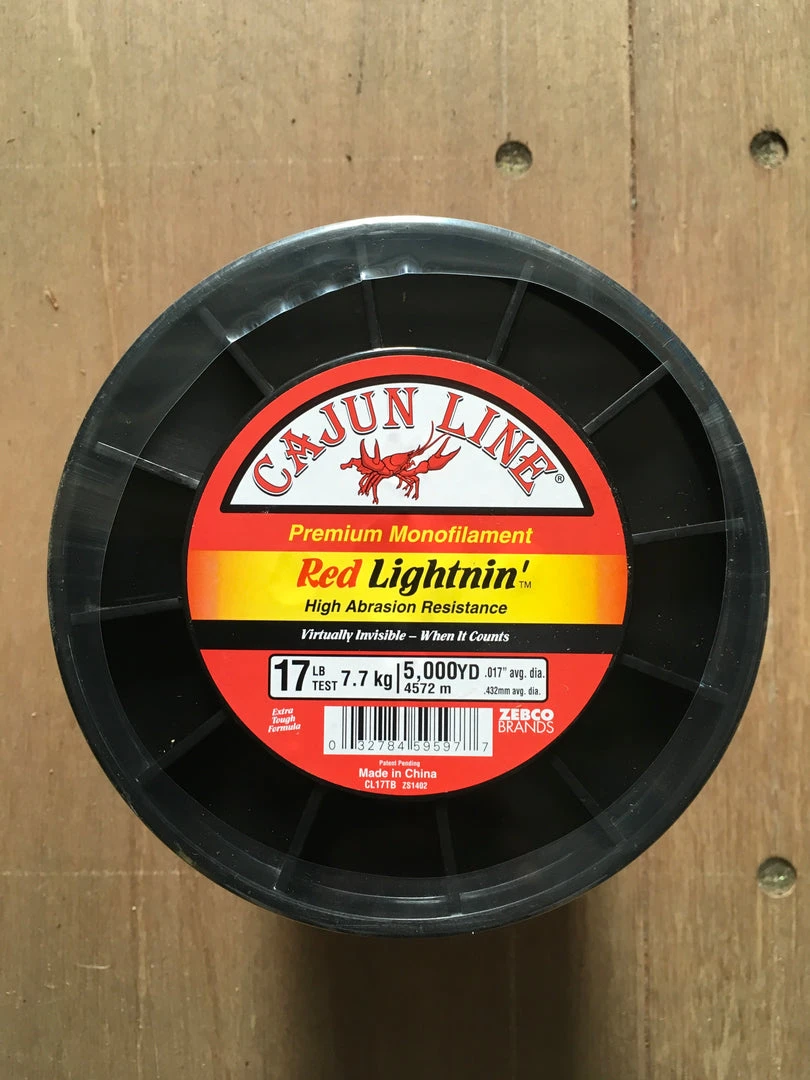 CAJUN LINE®
Premium Monofilament
Red Lightnin'™
High Abrasion Resistance
Virtually Invisible – When It Counts
17 LB TEST 7.7 kg 5,000YD .017" avg. dia.
4572 m .432mm avg. dia.
Extra
Tough
Formula
0 32784 59597 7
ZEBCO
BRANDS
Patent Pending
Made in China
CL17TB ZS1402